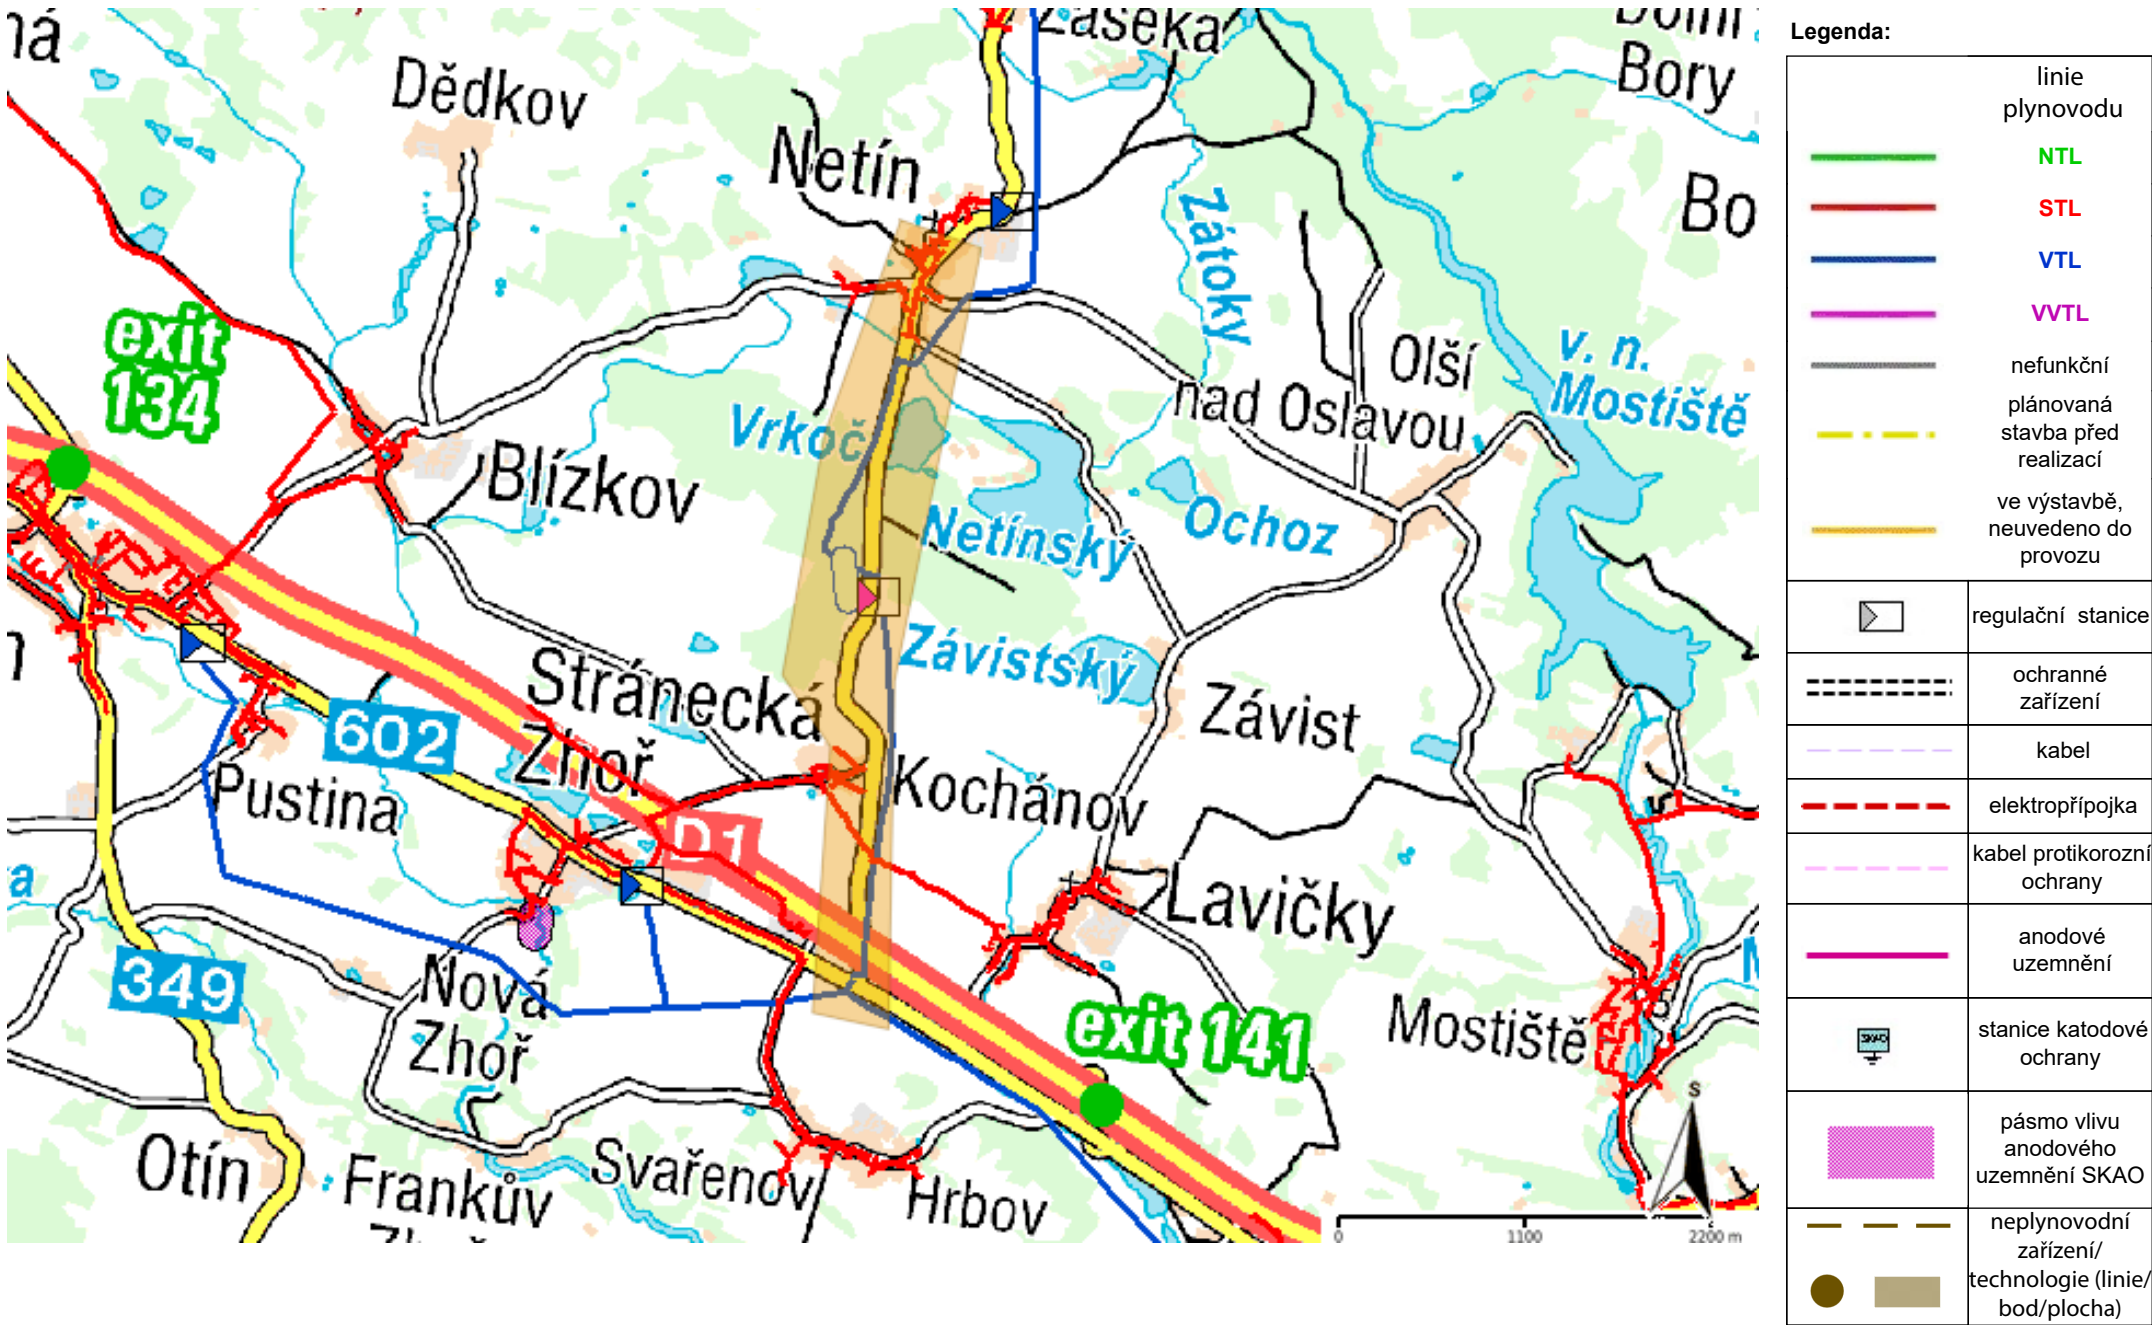 ná
Záseka
Dolní
Bory
Dědkov
Netín
Bo
Zátoky
exit
134
Olší
nad Oslavou
v. n.
Mostiště
Vrkoč
Blízkov
Netínský
Ochoz
Závistský
Stránecká
Zhoř
Závist
602
Pustina
Kochánov
D1
Lavičky
349
Nová
Zhoř
exit 141
Mostiště
Otín
Frankův
Svařenov
Hrbov
S
0 1100 2200 m
Legenda:
linie
plynovodu
NTL
STL
VTL
VVTL
nefunkční
plánovaná
stavba před
realizací
ve výstavbě,
neuvedeno do
provozu
regulační stanice
ochranné
zařízení
kabel
elektropřípojka
kabel protikorozní
ochrany
anodové
uzemnění
SKAO
stanice katodové
ochrany
pásmo vlivu
anodového
uzemnění SKAO
neplynovodní
zařízení/
technologie (linie/
bod/plocha)